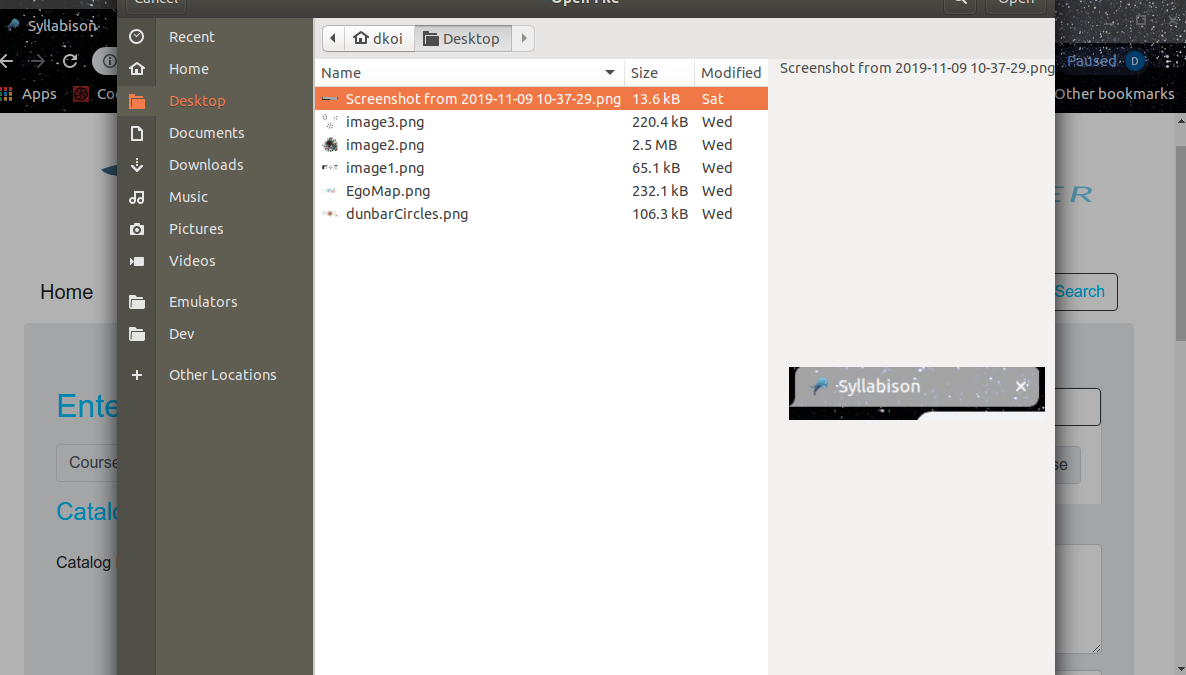 Cancel
Open File
Open
Syllabison
Paused
D
Apps
Other bookmarks
Recent
Home
Desktop
Documents
Downloads
Music
Pictures
Videos
Emulators
Dev
Other Locations
dkoi
Desktop
Name Size Modified
Screenshot from 2019-11-09 10-37-29.png 13.6 kB Sat
image3.png 220.4 kB Wed
image2.png 2.5 MB Wed
image1.png 65.1 kB Wed
EgoMap.png 232.1 kB Wed
dunbarCircles.png 106.3 kB Wed
Screenshot from 2019-11-09 10-37-29.png
Syllabison
Home
Search
Ente
Course
Catalo
Catalog